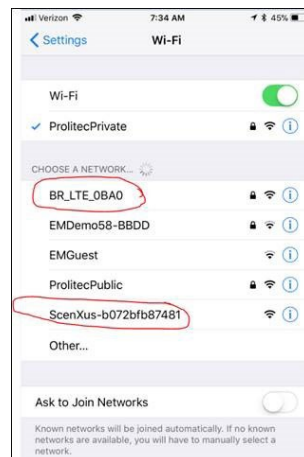 Verizon 7:34 AM 45%
Settings Wi-Fi
Wi-Fi
ProlitecPrivate
CHOOSE A NETWORK...
BR_LTE_0BA0
EMDemo58-BBDD
EMGuest
ProlitecPublic
ScenXus-b072bfb87481
Other...
Ask to Join Networks
Known networks will be joined automatically. If no known
networks are available, you will have to manually select a
network.